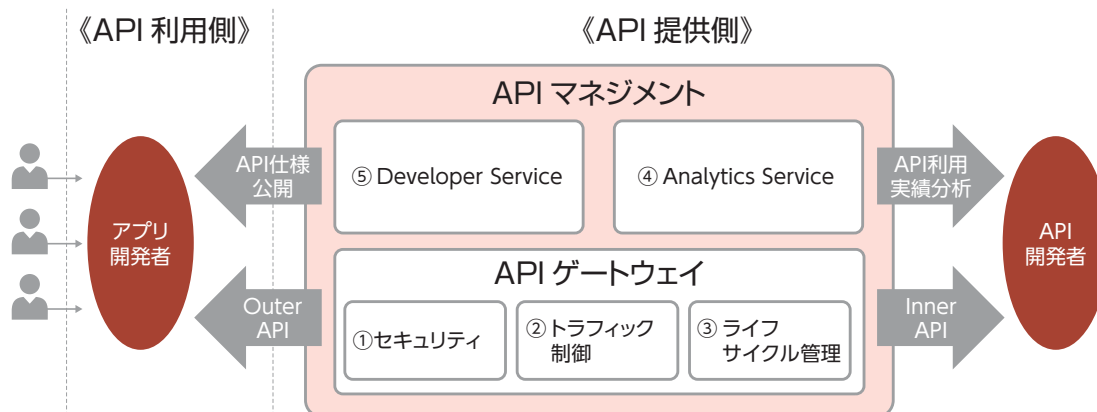 《API 利用側》
《API 提供側》
API マネジメント
⑤ Developer Service
④ Analytics Service
API仕様
公開
API利用
実績分析
アプリ
開発者
API
開発者
API ゲートウェイ
Outer
API
①セキュリティ
② トラフィック
制御
③ ライフ
サイクル管理
Inner
API